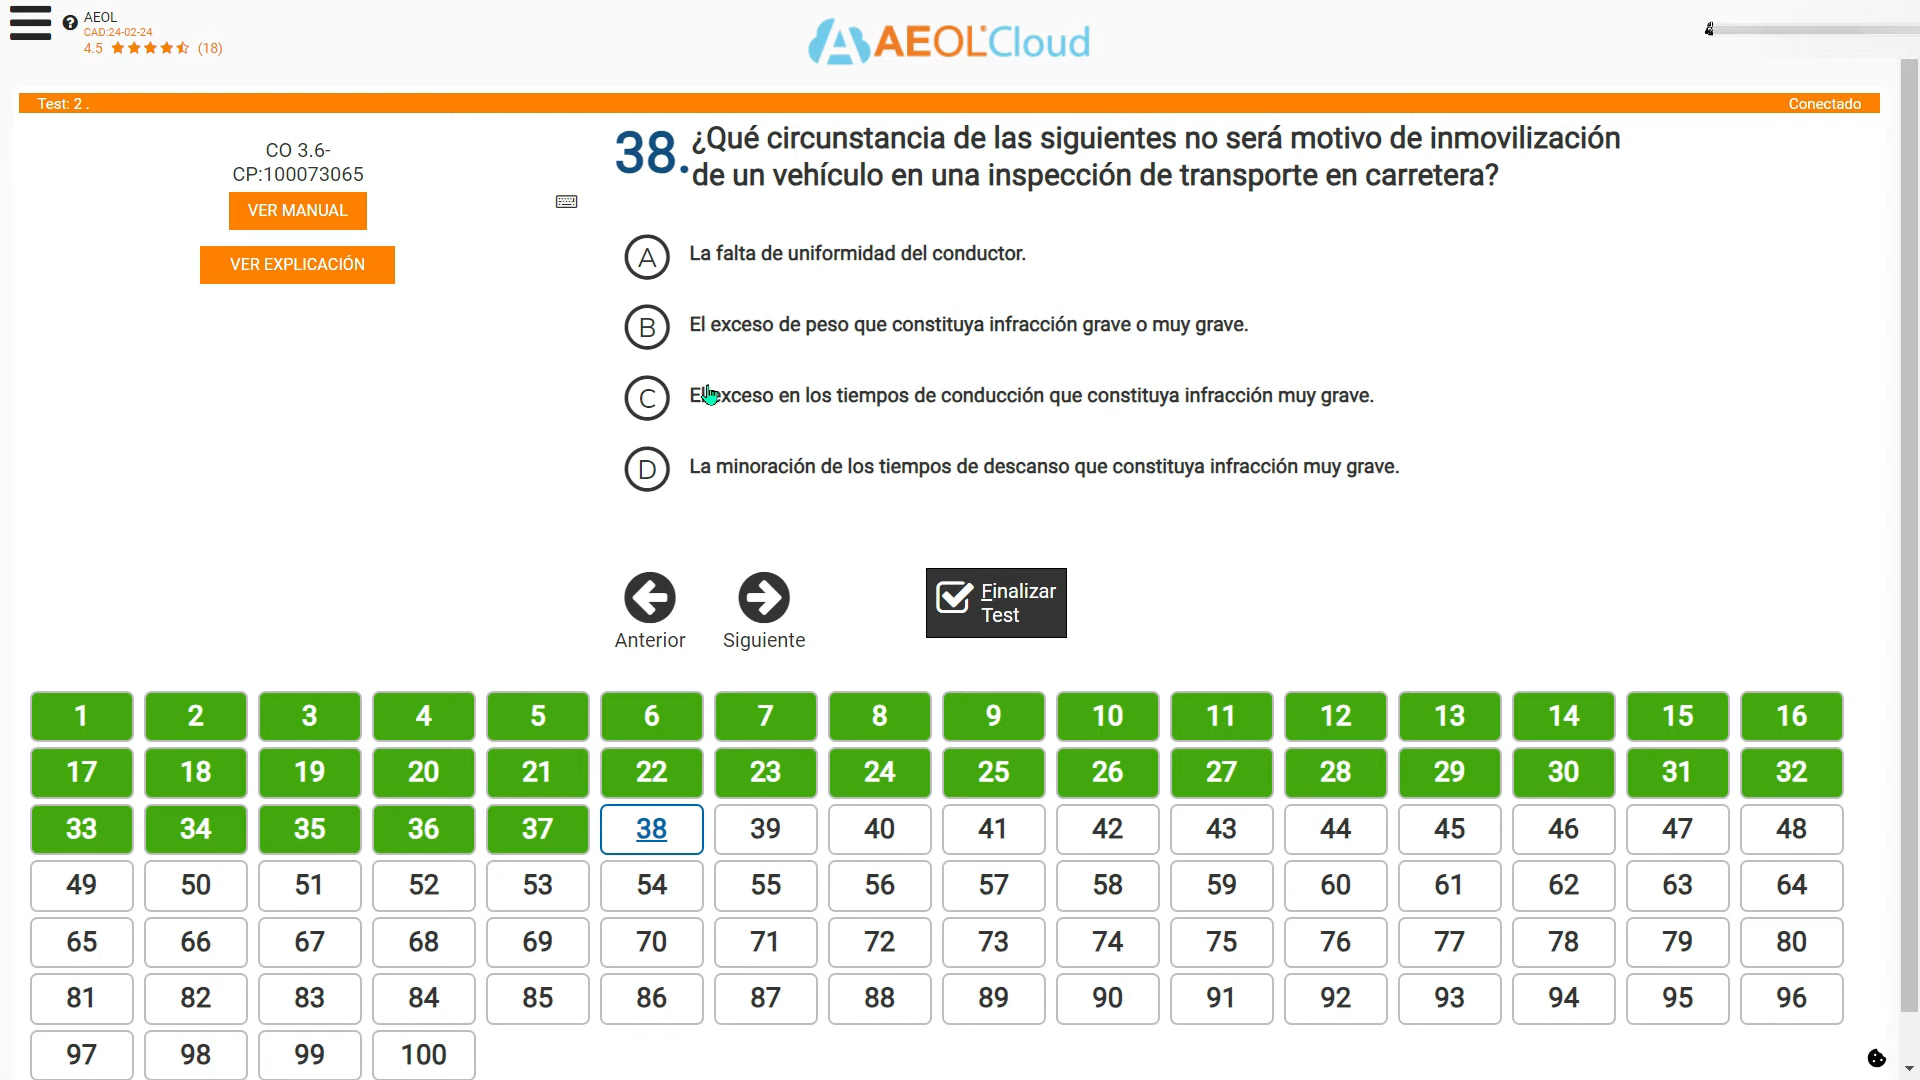 AEOL
CAD:24-02-24
4.5 (18)
AEOL Cloud
Test: 2 .
Conectado
CO 3.6-
CP:100073065
VER MANUAL
VER EXPLICACIÓN
38. ¿Qué circunstancia de las siguientes no será motivo de inmovilización
de un vehículo en una inspección de transporte en carretera?
A La falta de uniformidad del conductor.
B El exceso de peso que constituya infracción grave o muy grave.
C El exceso en los tiempos de conducción que constituya infracción muy grave.
D La minoración de los tiempos de descanso que constituya infracción muy grave.
Anterior
Siguiente
Finalizar
Test
1 2 3 4 5 6 7 8 9 10 11 12 13 14 15 16
17 18 19 20 21 22 23 24 25 26 27 28 29 30 31 32
33 34 35 36 37 38 39 40 41 42 43 44 45 46 47 48
49 50 51 52 53 54 55 56 57 58 59 60 61 62 63 64
65 66 67 68 69 70 71 72 73 74 75 76 77 78 79 80
81 82 83 84 85 86 87 88 89 90 91 92 93 94 95 96
97 98 99 100